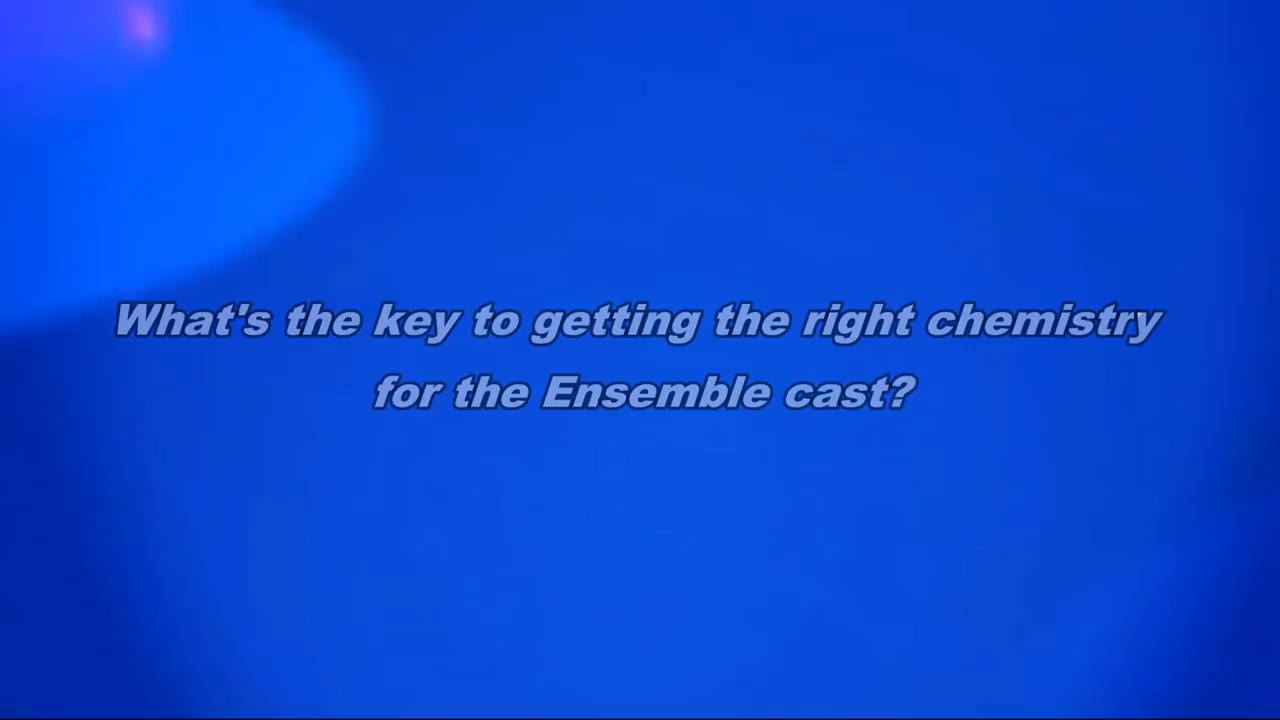 What's the key to getting the right chemistry
for the Ensemble cast?